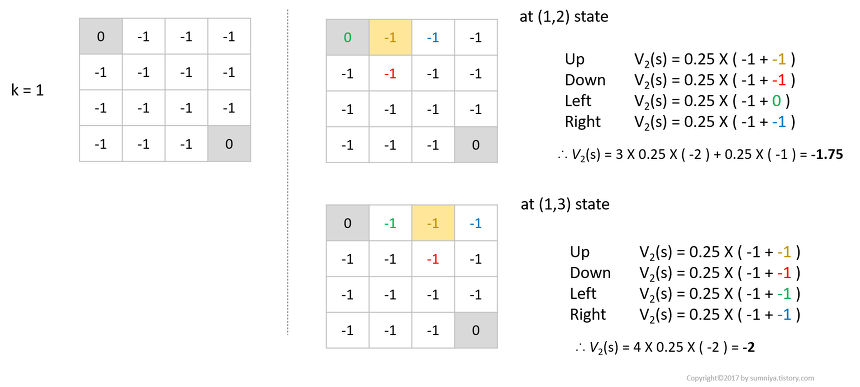 k = 1
0 -1 -1 -1
-1 -1 -1 -1
-1 -1 -1 -1
-1 -1 -1 0
0 -1 -1 -1
-1 -1 -1 -1
-1 -1 -1 -1
-1 -1 -1 0
at (1,2) state
Up V₂(s) = 0.25 X ( -1 + -1 )
Down V₂(s) = 0.25 X ( -1 + -1 )
Left V₂(s) = 0.25 X ( -1 + 0 )
Right V₂(s) = 0.25 X ( -1 + -1 )
∴ V₂(s) = 3 X 0.25 X ( -2 ) + 0.25 X ( -1 ) = -1.75
0 -1 -1 -1
-1 -1 -1 -1
-1 -1 -1 -1
-1 -1 -1 0
at (1,3) state
Up V₂(s) = 0.25 X ( -1 + -1 )
Down V₂(s) = 0.25 X ( -1 + -1 )
Left V₂(s) = 0.25 X ( -1 + -1 )
Right V₂(s) = 0.25 X ( -1 + -1 )
∴ V₂(s) = 4 X 0.25 X ( -2 ) = -2
Copyright©2017 by sumniya.tistory.com